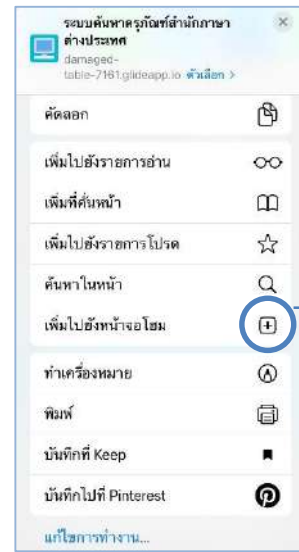 ระบบค้นหาครุภัณฑ์สำนักภาษา
ต่างประเทศ
damaged-
table-7161.glideapp.io ตัวเลือก >
คัดลอก
เพิ่มไปยังรายการอ่าน
เพิ่มที่คั่นหน้า
เพิ่มไปยังรายการโปรด
ค้นหาในหน้า
เพิ่มไปยังหน้าจอโฮม
ทำเครื่องหมาย
พิมพ์
บันทึกที่ Keep
บันทึกไปที่ Pinterest
แก้ไขการทำงาน...